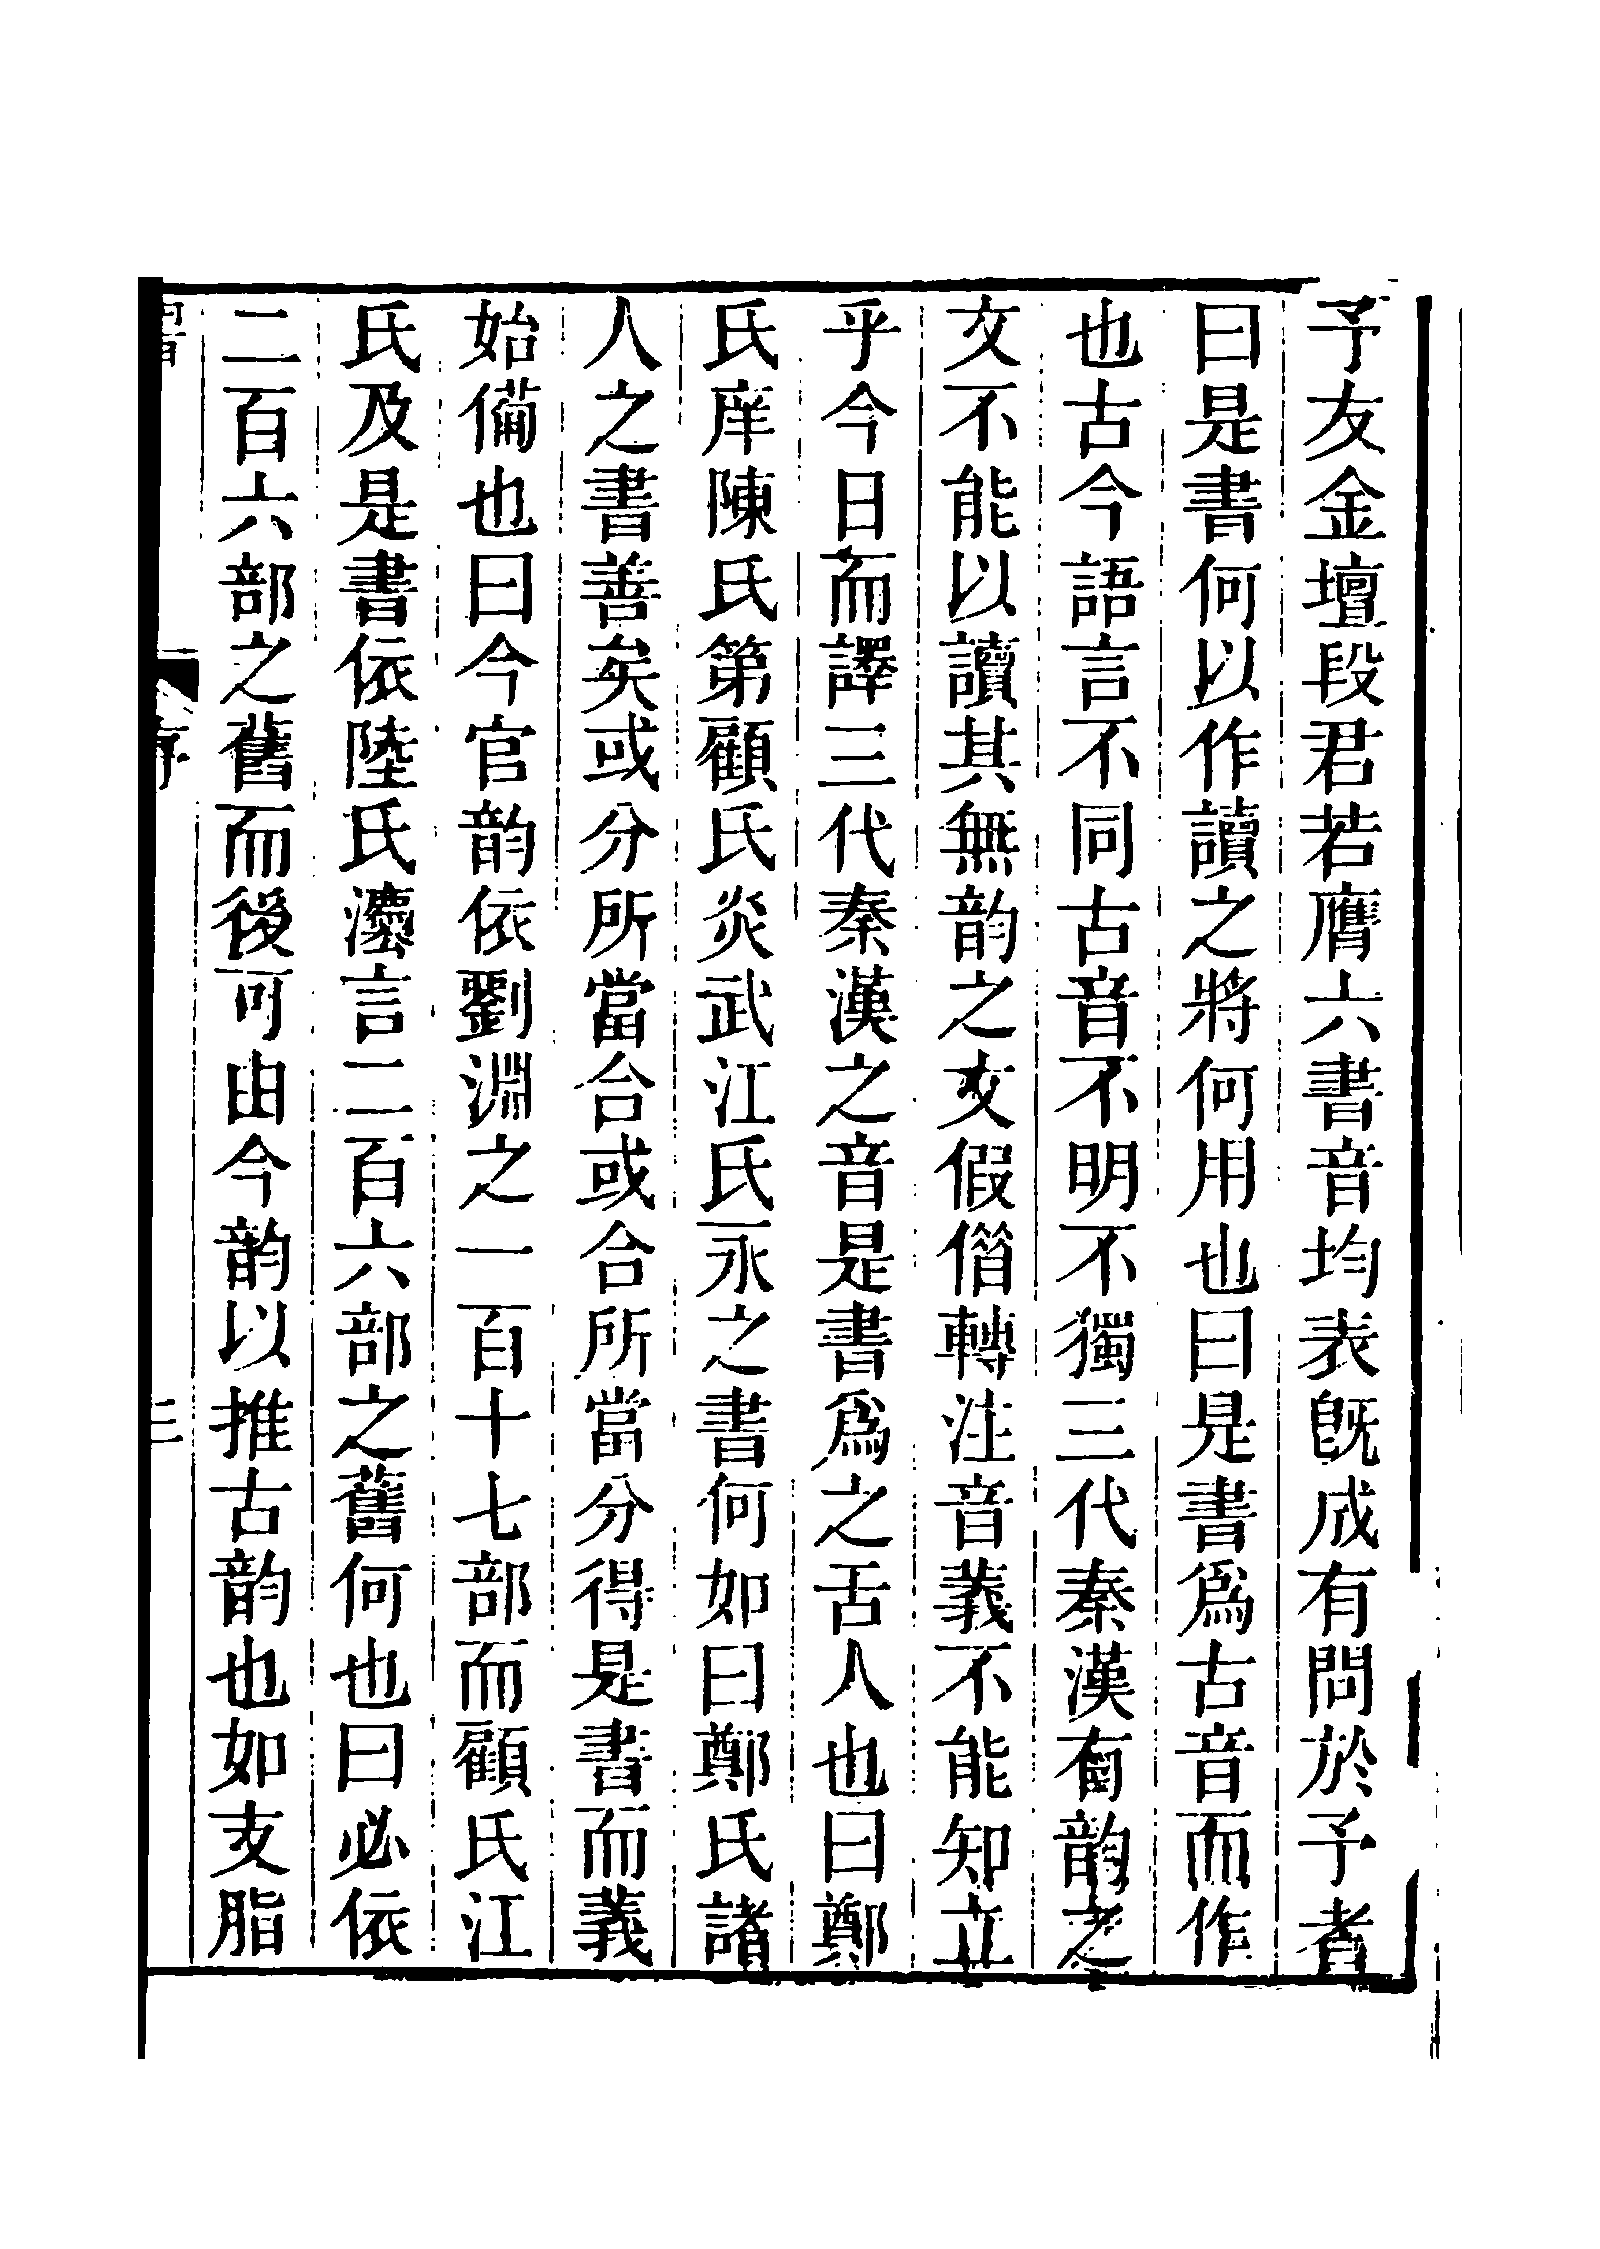 予友金壇段君若膺六書音均表旣成有問於予者
曰是書何以作讀之將何用也曰是書爲古音而作
也古今語言不同古音不明不獨三代秦漢有韵之
文不能以讀其無韵之文假借轉注音義不能知立
乎今日而譯三代秦漢之音是書爲之舌人也曰鄭
氏庠陳氏第顧氏炎武江氏永之書何如曰鄭氏諸
人之書善矣或分所當合或合所當分得是書而義
始備也曰今官韵依劉淵之一百十七部而顧氏江
氏及是書依陸氏灋言二百六部之舊何也曰必依
二百六部之舊而後可由今韵以推古韵也如支脂
序